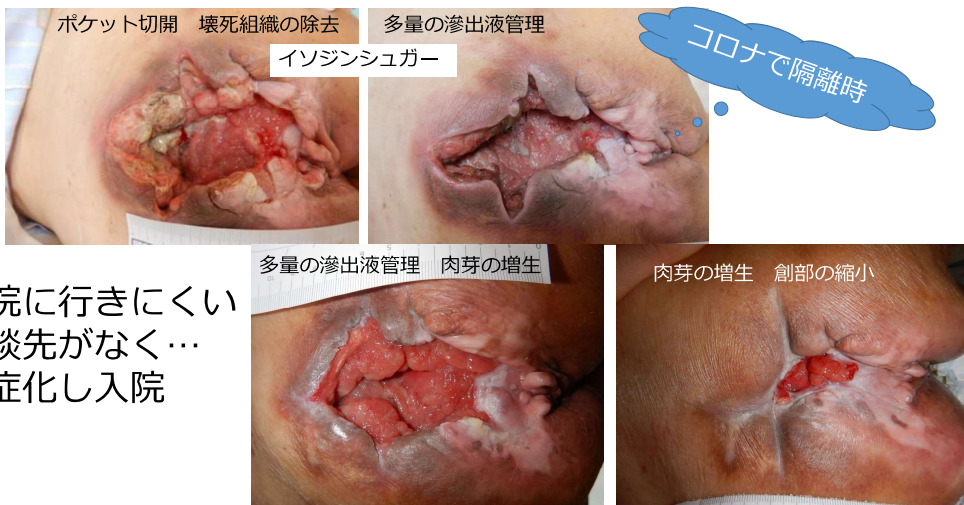 ポケット切開　壊死組織の除去
多量の滲出液管理
イソジンシュガー
コロナで隔離時
多量の滲出液管理　肉芽の増生
肉芽の増生　創部の縮小
院に行きにくい
談先がなく…
症化し入院